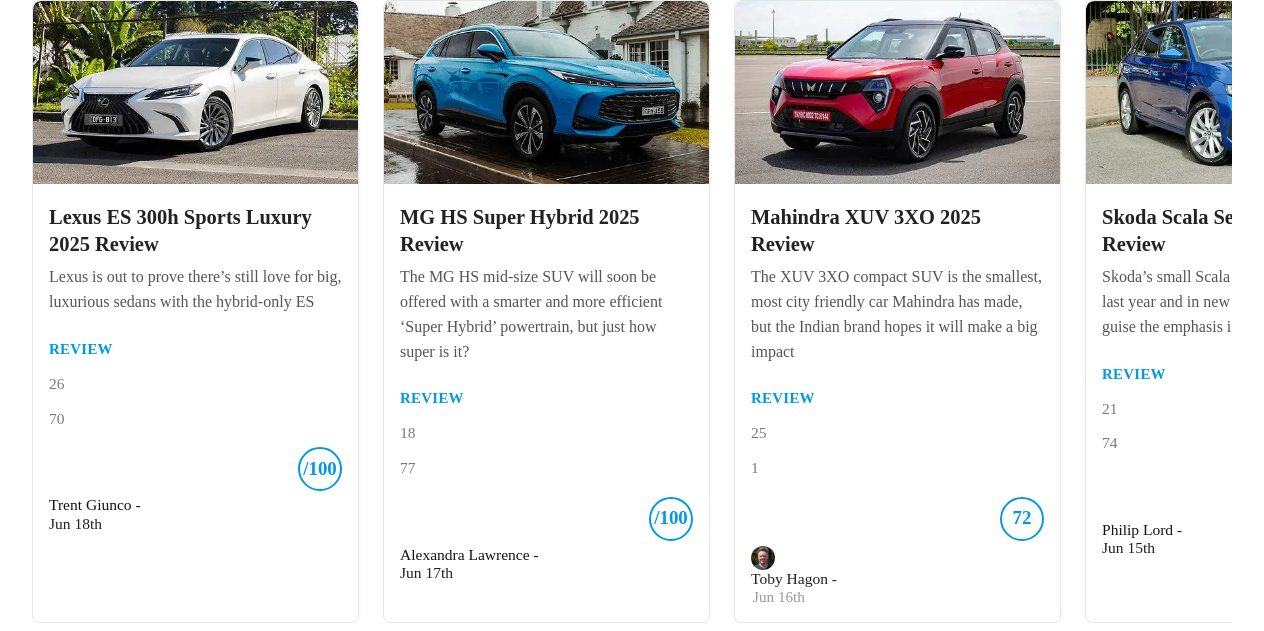 Lexus ES 300h Sports Luxury
2025 Review
Lexus is out to prove there’s still love for big,
luxurious sedans with the hybrid-only ES
REVIEW
26
70
/100
Trent Giunco -
Jun 18th
MG HS Super Hybrid 2025
Review
The MG HS mid-size SUV will soon be
offered with a smarter and more efficient
‘Super Hybrid’ powertrain, but just how
super is it?
REVIEW
18
77
/100
Alexandra Lawrence -
Jun 17th
Mahindra XUV 3XO 2025
Review
The XUV 3XO compact SUV is the smallest,
most city friendly car Mahindra has made,
but the Indian brand hopes it will make a big
impact
REVIEW
25
1
72
Toby Hagon -
Jun 16th
Skoda Scala Se
Review
Skoda’s small Scala
last year and in new
guise the emphasis i
REVIEW
21
74
Philip Lord -
Jun 15th